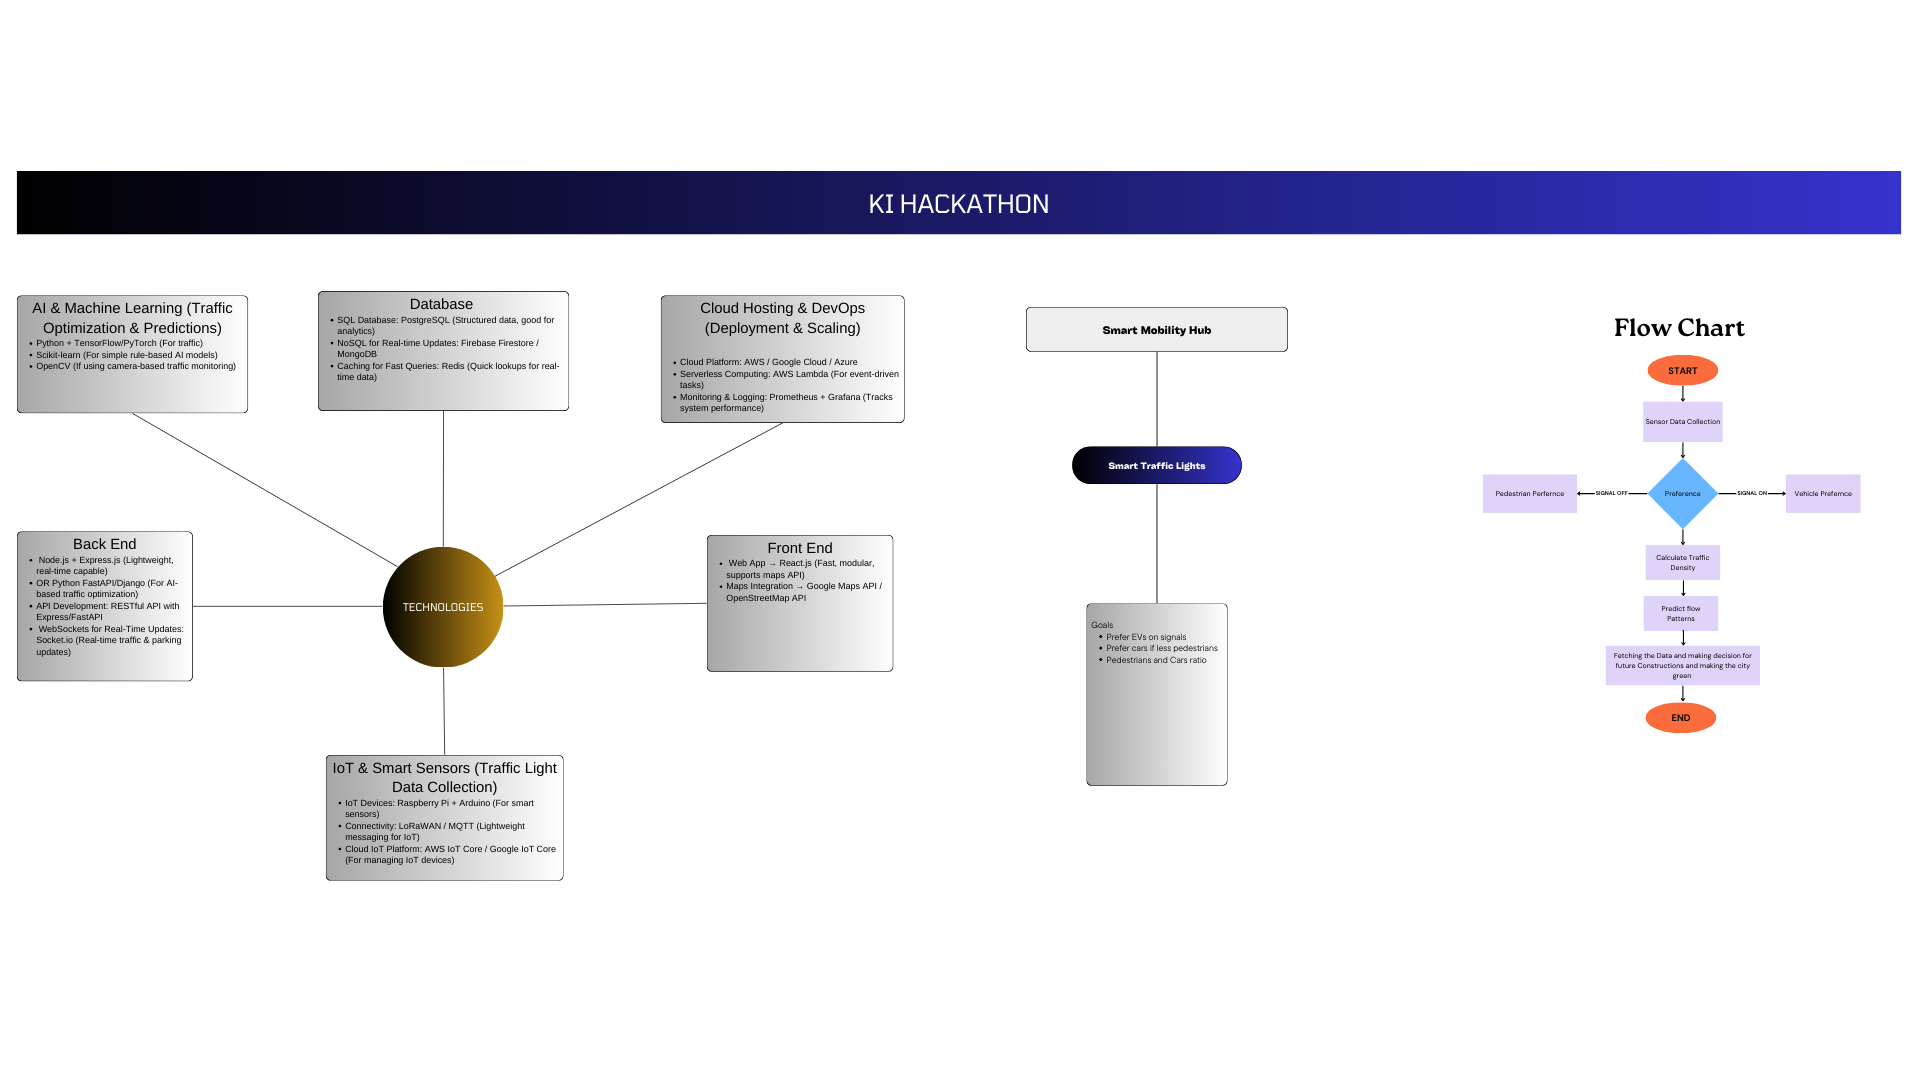 KI HACKATHON
AI & Machine Learning (Traffic
Optimization & Predictions)
• Python + TensorFlow/PyTorch (For traffic)
• Scikit-learn (For simple rule-based AI models)
• OpenCV (If using camera-based traffic monitoring)
Database
• SQL Database: PostgreSQL (Structured data, good for
analytics)
• NoSQL for Real-time Updates: Firebase Firestore /
MongoDB
• Caching for Fast Queries: Redis (Quick lookups for real-
time data)
Cloud Hosting & DevOps
(Deployment & Scaling)
• Cloud Platform: AWS / Google Cloud / Azure
• Serverless Computing: AWS Lambda (For event-driven
tasks)
• Monitoring & Logging: Prometheus + Grafana (Tracks
system performance)
Back End
• Node.js + Express.js (Lightweight,
real-time capable)
• OR Python FastAPI/Django (For AI-
based traffic optimization)
• API Development: RESTful API with
Express/FastAPI
• WebSockets for Real-Time Updates:
Socket.io (Real-time traffic & parking
updates)
TECHNOLOGIES
Front End
• Web App → React.js (Fast, modular,
supports maps API)
• Maps Integration → Google Maps API /
OpenStreetMap API
IoT & Smart Sensors (Traffic Light
Data Collection)
• IoT Devices: Raspberry Pi + Arduino (For smart
sensors)
• Connectivity: LoRaWAN / MQTT (Lightweight
messaging for IoT)
• Cloud IoT Platform: AWS IoT Core / Google IoT Core
(For managing IoT devices)
Smart Mobility Hub
Smart Traffic Lights
Goals
• Prefer EVs on signals
• Prefer cars if less pedestrians
• Pedestrians and Cars ratio
Flow Chart
START
Sensor Data Collection
Pedestrian Perfernce
SIGNAL OFF
Preference
SIGNAL ON
Vehicle Prefernce
Calculate Traffic
Density
Predict flow
Patterns
Fetching the Data and making decision for
future Constructions and making the city
green
END